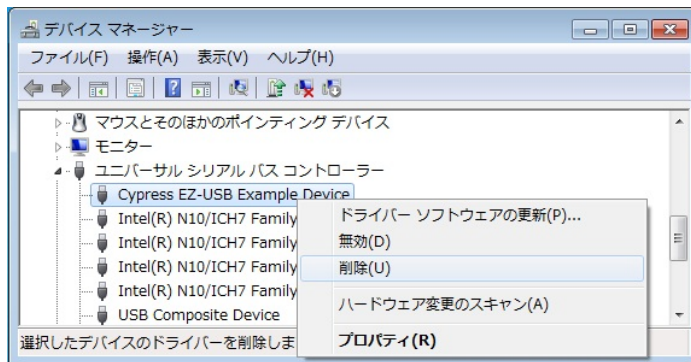 デバイス マネージャー
ファイル(F) 操作(A) 表示(V) ヘルプ(H)
マウスとそのほかのポインティング デバイス
モニター
ユニバーサル シリアル バス コントローラー
Cypress EZ-USB Example Device
Intel(R) N10/ICH7 Family
Intel(R) N10/ICH7 Family
Intel(R) N10/ICH7 Family
Intel(R) N10/ICH7 Family
USB Composite Device
選択したデバイスのドライバーを削除しま
ドライバー ソフトウェアの更新(P)...
無効(D)
削除(U)
ハードウェア変更のスキャン(A)
プロパティ(R)